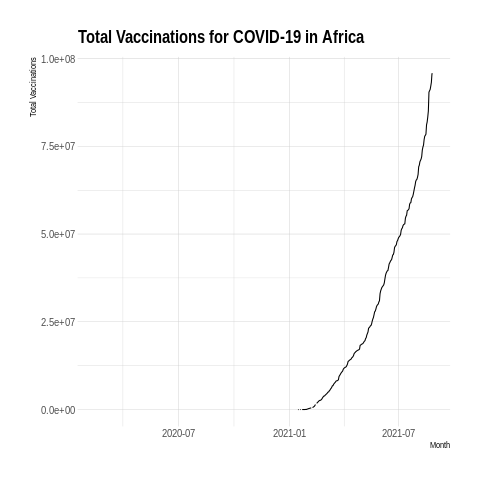 Total Vaccinations for COVID-19 in Africa
Total Vaccinations
1.0e+08
7.5e+07
5.0e+07
2.5e+07
0.0e+00
2020-07
2021-01
2021-07
Month